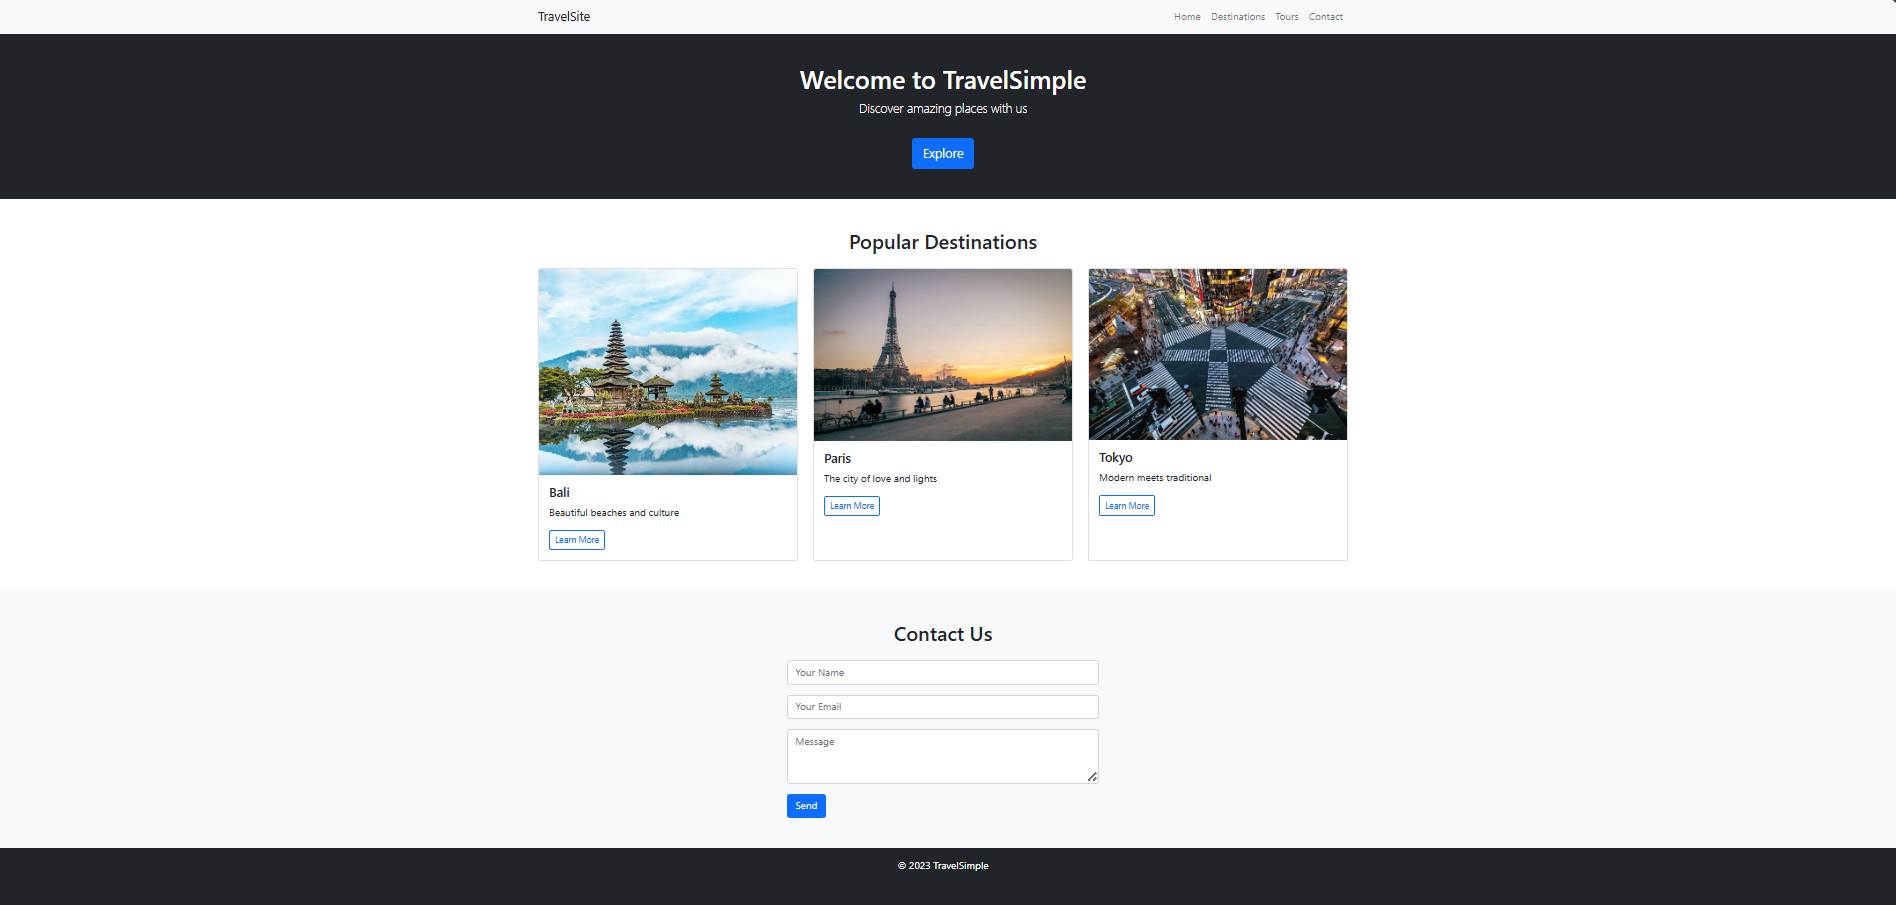 TravelSite
Home Destinations Tours Contact
Welcome to TravelSimple
Discover amazing places with us
Explore
Popular Destinations
Bali
Beautiful beaches and culture
Learn More
Paris
The city of love and lights
Learn More
Tokyo
Modern meets traditional
Learn More
Contact Us
Your Name
Your Email
Message
Send
© 2023 TravelSimple